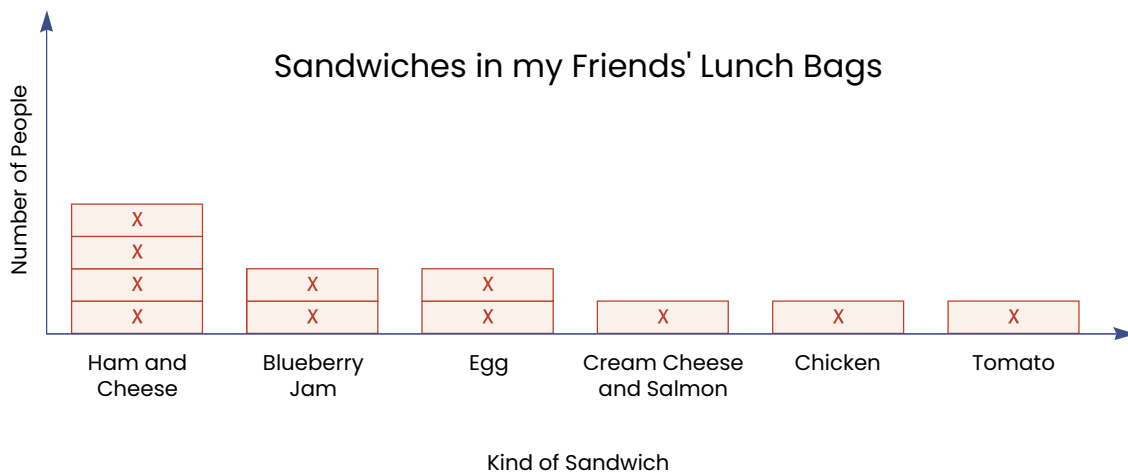 Sandwiches in my Friends' Lunch Bags
Number of People
X
X
X X X
X X X X X X
Ham and Cheese
Blueberry Jam
Egg
Cream Cheese and Salmon
Chicken
Tomato
Kind of Sandwich